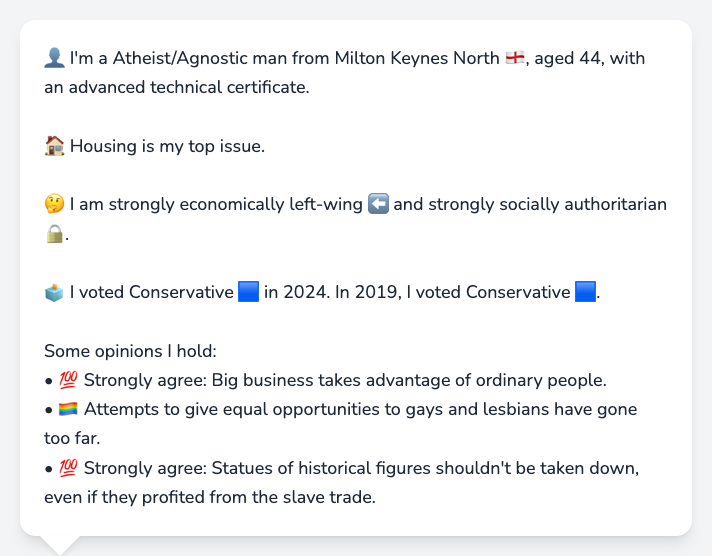 👤 I'm a Atheist/Agnostic man from Milton Keynes North 🏴󠁧󠁢󠁥󠁮󠁧󠁿, aged 44, with
an advanced technical certificate.
🏠 Housing is my top issue.
🤔 I am strongly economically left-wing ⬅️ and strongly socially authoritarian
🔒.
🗳️ I voted Conservative 🟦 in 2024. In 2019, I voted Conservative 🟦.
Some opinions I hold:
• 💯 Strongly agree: Big business takes advantage of ordinary people.
• 🏳️‍🌈 Attempts to give equal opportunities to gays and lesbians have gone
too far.
• 💯 Strongly agree: Statues of historical figures shouldn't be taken down,
even if they profited from the slave trade.